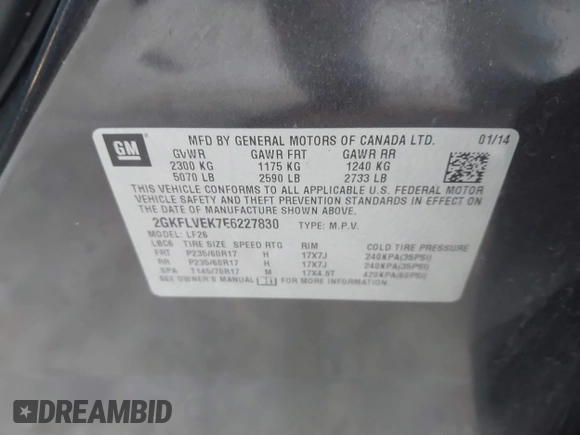 GM
MFD BY GENERAL MOTORS OF CANADA LTD. 01/14
GVWR GAWR FRT GAWR RR
2300 KG 1175 KG 1240 KG
5070 LB 2590 LB 2733 LB
THIS VEHICLE CONFORMS TO ALL APPLICABLE U.S. FEDERAL MOTOR
VEHICLE SAFETY AND THEFT PREVENTION STANDARDS IN EFFECT ON
THE DATE OF MANUFACTURE SHOWN ABOVE.
2GKFLVEK7E6227830 TYPE: M.P.V.
MODEL: LF26
LBC6 TIRE SIZE SPEED RTG RIM COLD TIRE PRESSURE
FRT P235/60R17 H 17X7J 240KPA(35PSI)
RR P235/60R17 H 17X7J 240KPA(35PSI)
SPA T145/70R17 M 17X4.5T 420KPA(60PSI)
SEE OWNER'S MANUAL FOR MORE INFORMATION.
DREAMBID